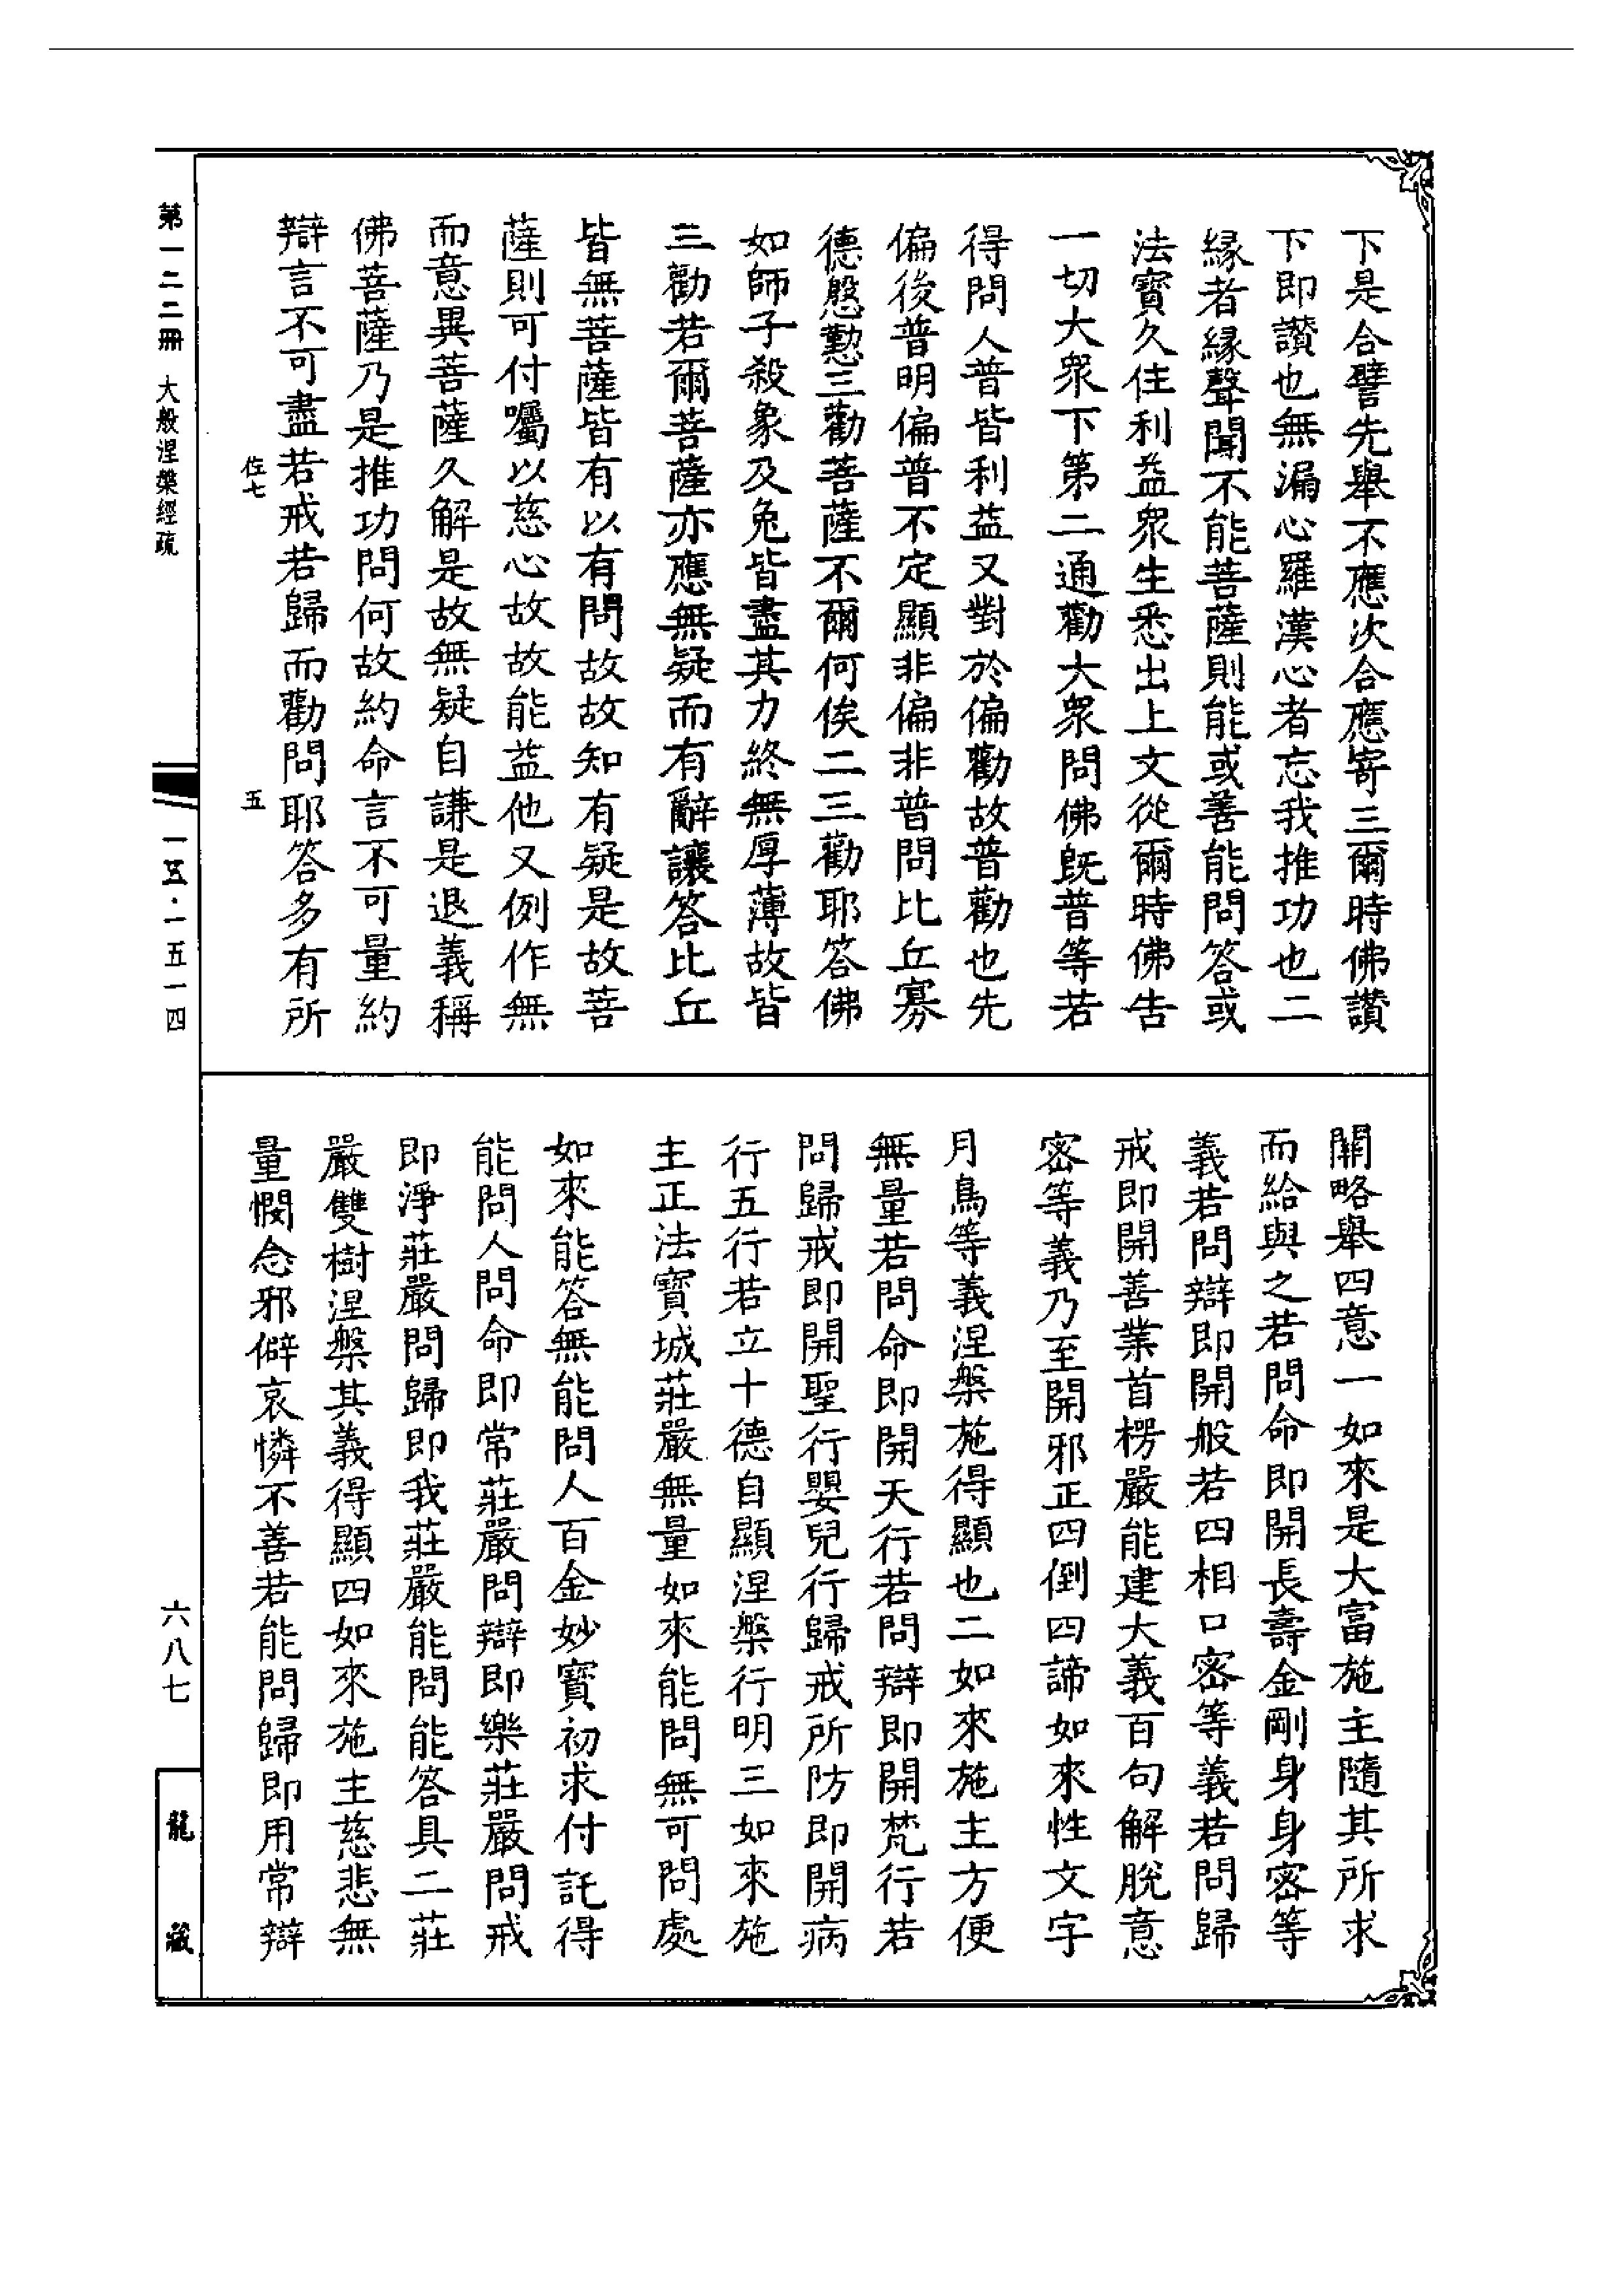 下是合譬先舉不應次合應寄三爾時佛讚
下即讚也無漏心羅漢心者忘我推功也二
緣者緣聲聞不能菩薩則能或善能問答或
法寶久住利益眾生悉出上文從爾時佛告
一切大眾下第二通勸大眾問佛既普等若
得問人普皆利益又對於偏勸故普勸也先
偏後普明偏普不定顯非偏非普問比丘寡
德慇懃三勸菩薩不爾何俟二三勸耶答佛
如師子殺象及兔皆盡其力終無厚薄故皆
三勸若爾菩薩亦應無疑而有辭讓答比丘
皆無菩薩皆有以有問故故知有疑是故菩
薩則可付囑以慈心故故能益他又例作無
而意異菩薩久解是故無疑自謙是退義稱
佛菩薩乃是推功問何故約命言不可量約
辯言不可盡若戒若歸而勸問耶答多有所
關略舉四意一如來是大富施主隨其所求
而給與之若問命即開長壽金剛身身密等
義若問辯即開般若四相口密等義若問歸
戒即開善業首楞嚴能建大義百句解脫意
密等義乃至開邪正四倒四諦如來性文字
月鳥等義涅槃施得顯也二如來施主方便
無量若問命即開天行若問辯即開梵行若
問歸戒即開聖行嬰兒行歸戒所防即開病
行五行若立十德自顯涅槃行明三如來施
主正法寶城莊嚴無量如來能問無可問處
如來能答無能問人百金妙寶初求付託得
能問人問命即常莊嚴問辯即樂莊嚴問戒
即淨莊嚴問歸即我莊嚴能問能答具二莊
嚴雙樹涅槃其義得顯四如來施主慈悲無
量憫念邪僻哀憐不善若能問歸即用常辯
佐七
五
第一二二冊 大般涅槃經疏
一五·一五一四
六八七
龍藏